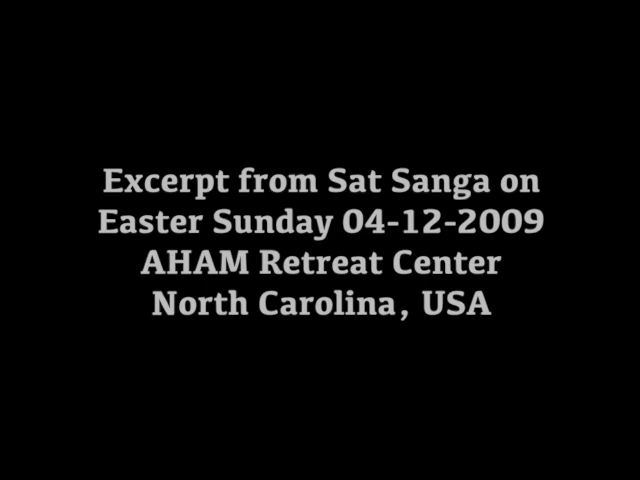 Excerpt from Sat Sanga on
Easter Sunday 04-12-2009
AHAM Retreat Center
North Carolina, USA